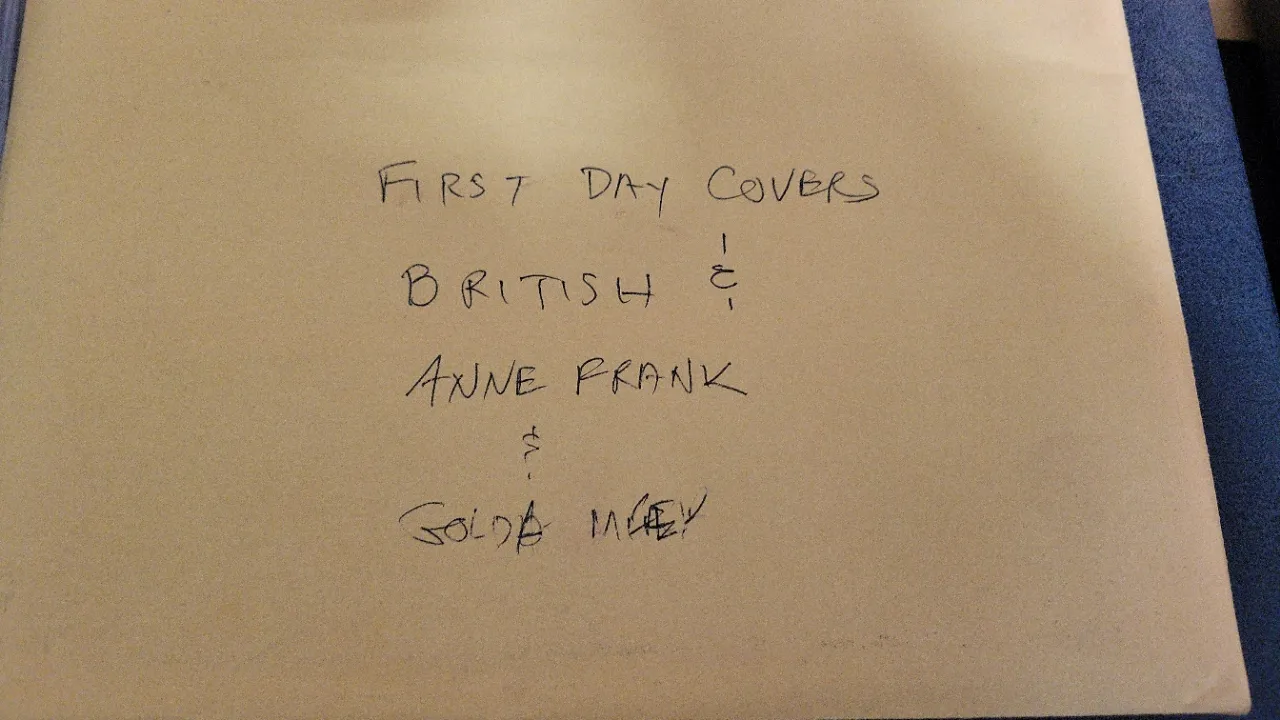 FIRST DAY COVERS
BRITISH &
ANNE FRANK
&
GOLDA